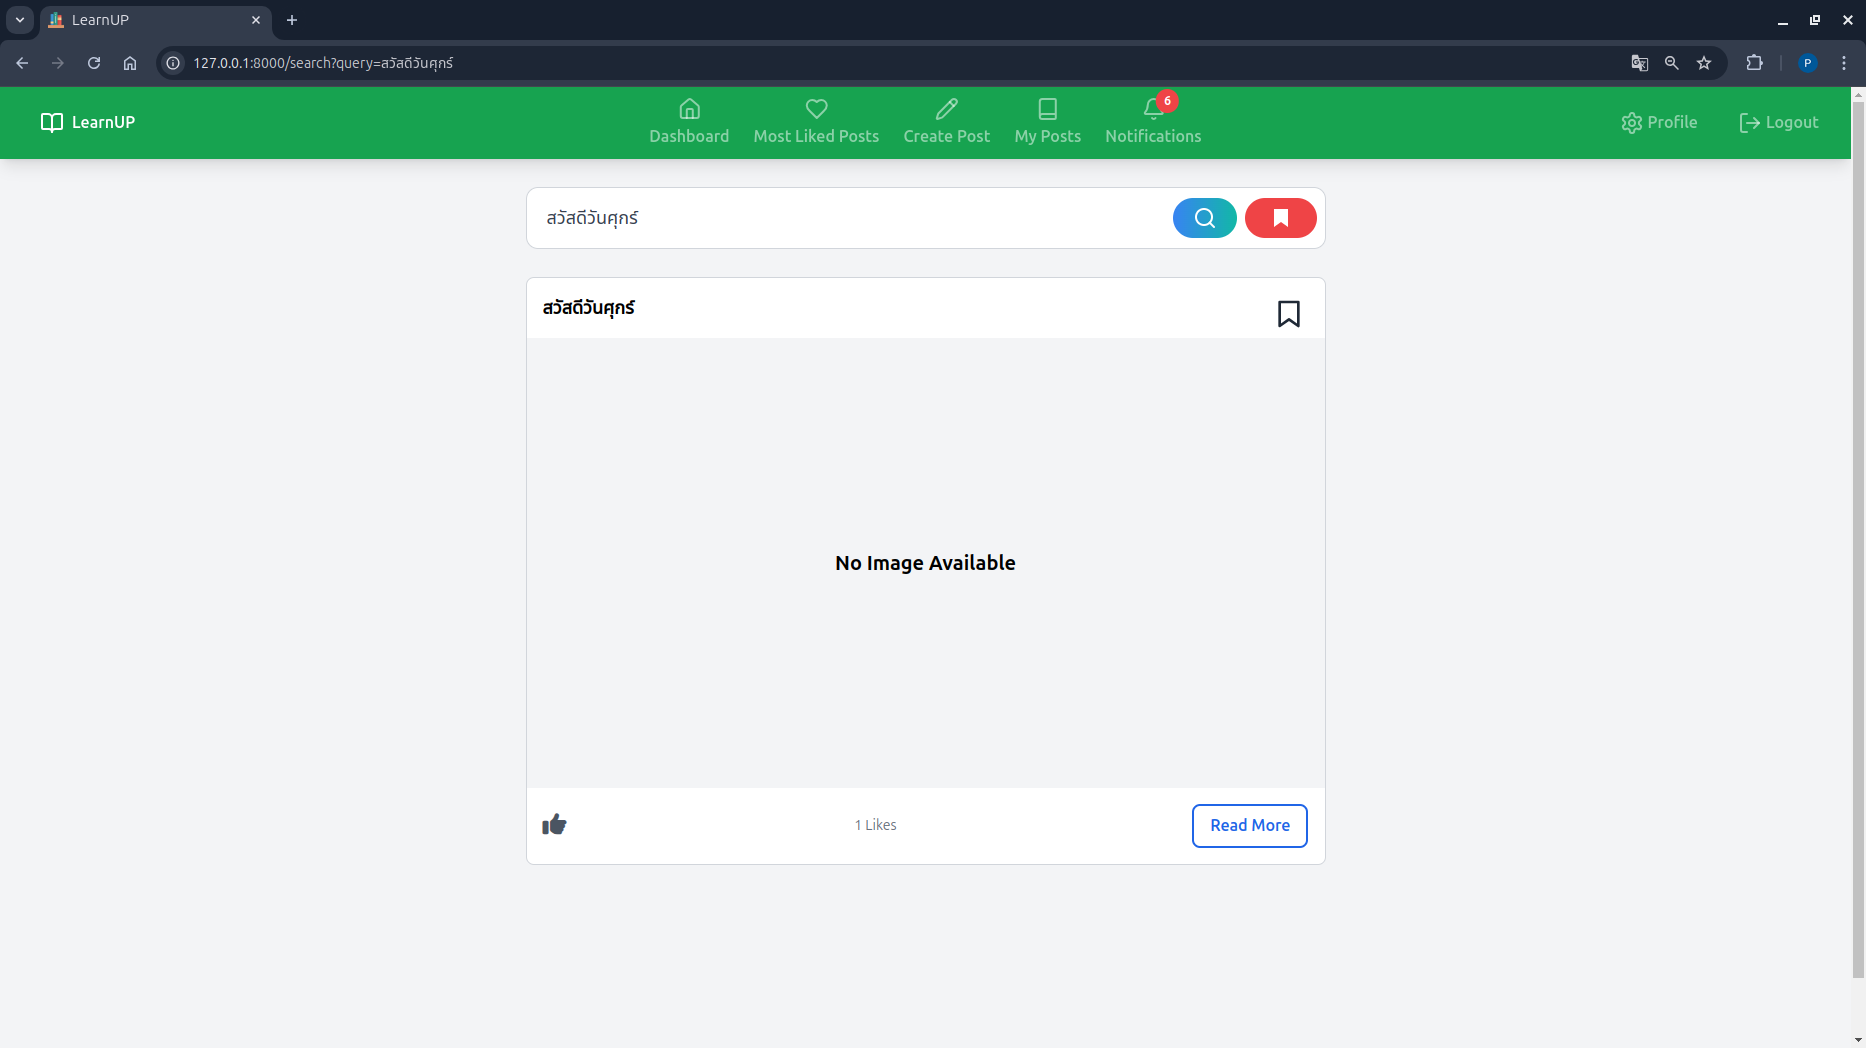 LearnUP
127.0.0.1:8000/search?query=สวัสดีวันศุกร์
P
LearnUP
Dashboard
Most Liked Posts
Create Post
My Posts
6
Notifications
Profile
Logout
สวัสดีวันศุกร์
สวัสดีวันศุกร์
No Image Available
1 Likes
Read More